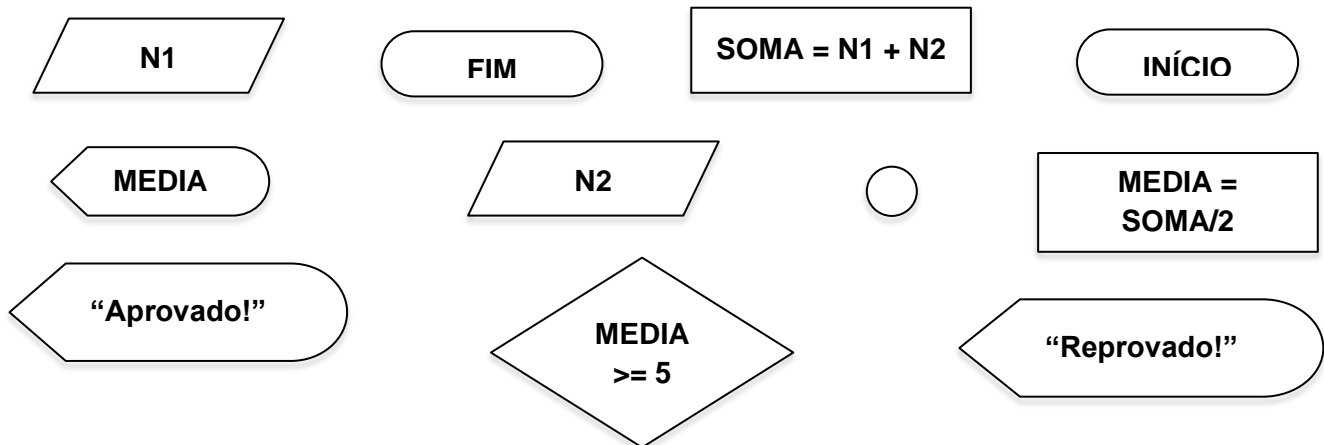 N1
FIM
SOMA = N1 + N2
INÍCIO
MEDIA
N2
MEDIA =
SOMA/2
“Aprovado!”
MEDIA
>= 5
“Reprovado!”